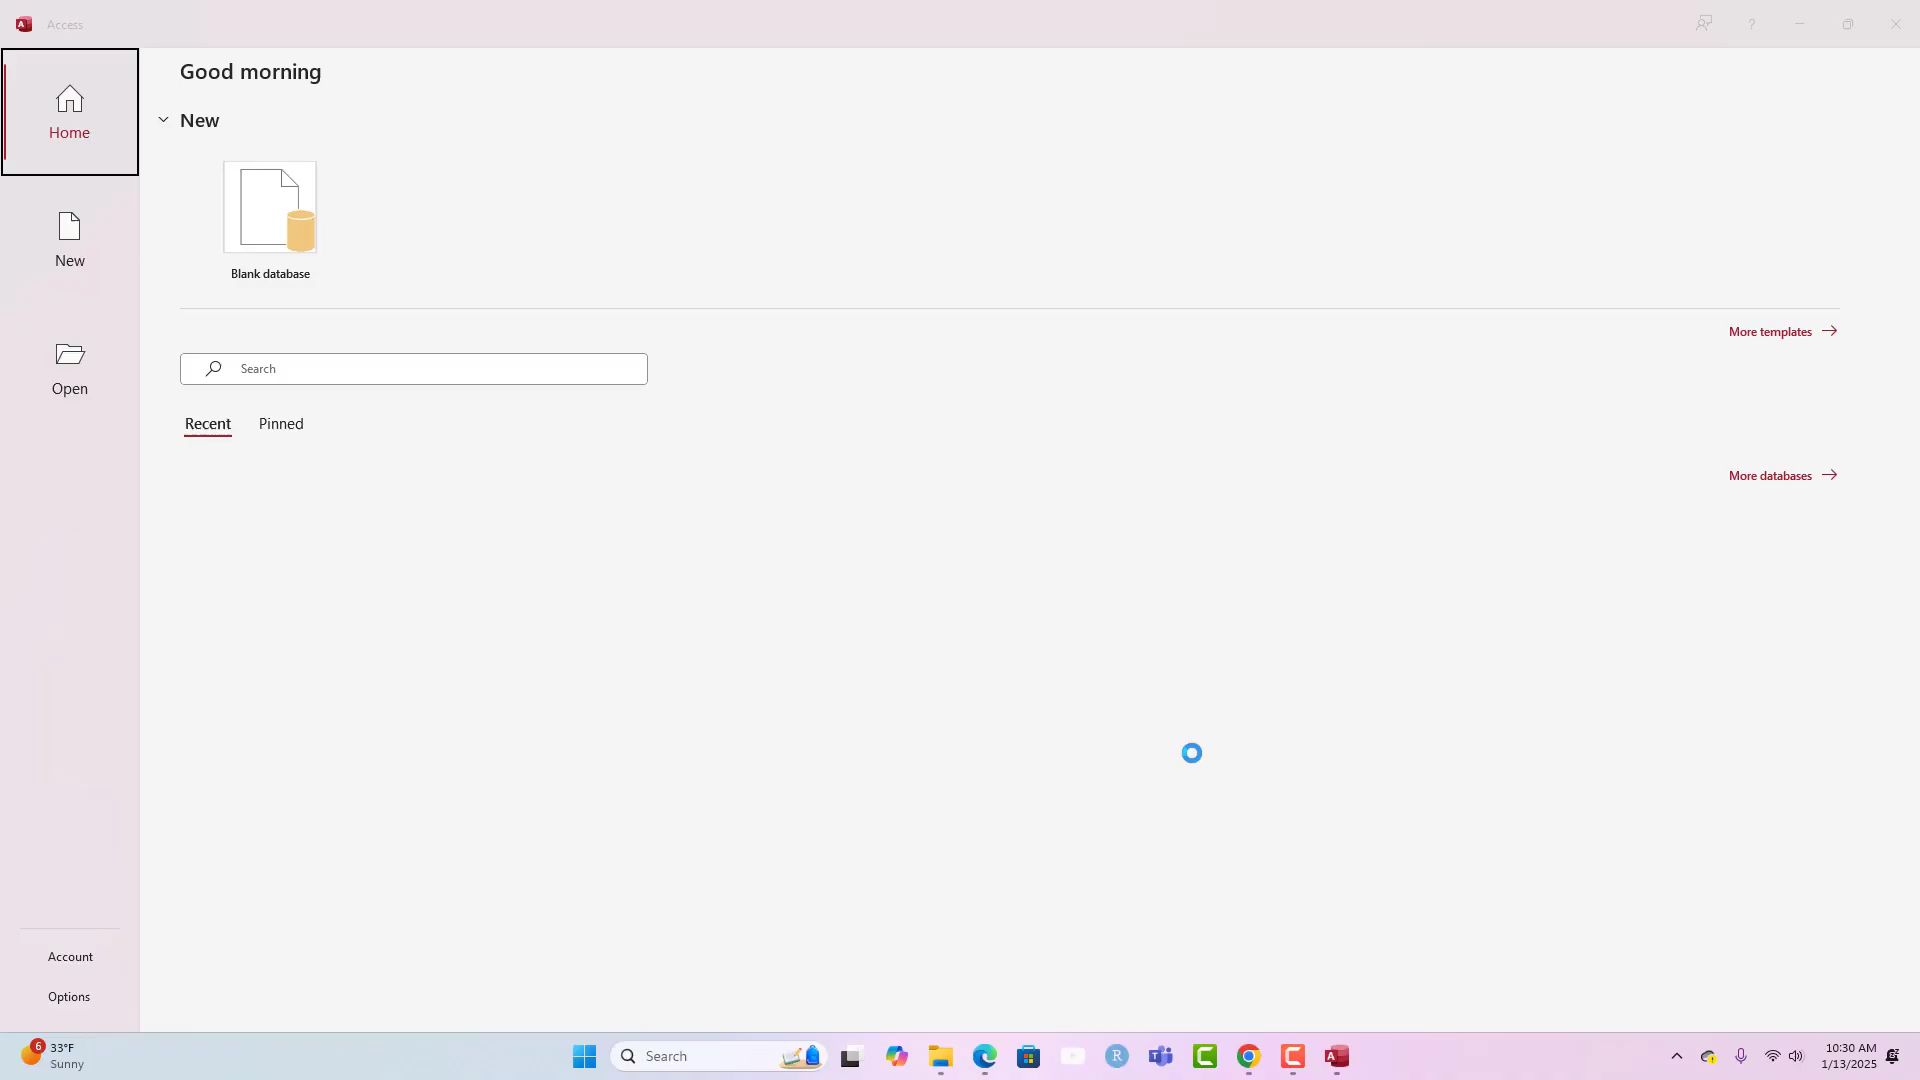 Access
Good morning
Home
New
Blank database
New
More templates
Search
Open
Recent Pinned
More databases
Account
Options
6
33°F
Sunny
Search
10:30 AM
1/13/2025